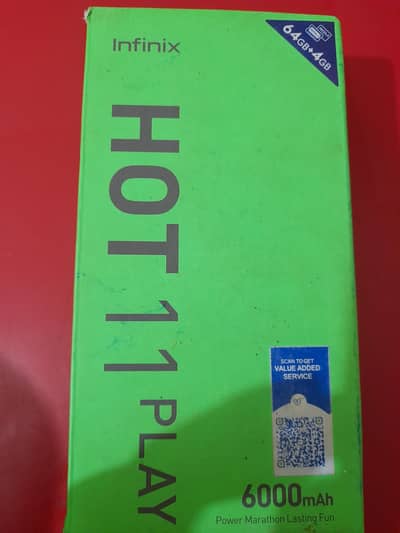 Infinix
64GB+4GB
HOT 11 PLAY
SCAN TO GET
VALUE ADDED
SERVICE
6000mAh
Power Marathon Lasting Fun